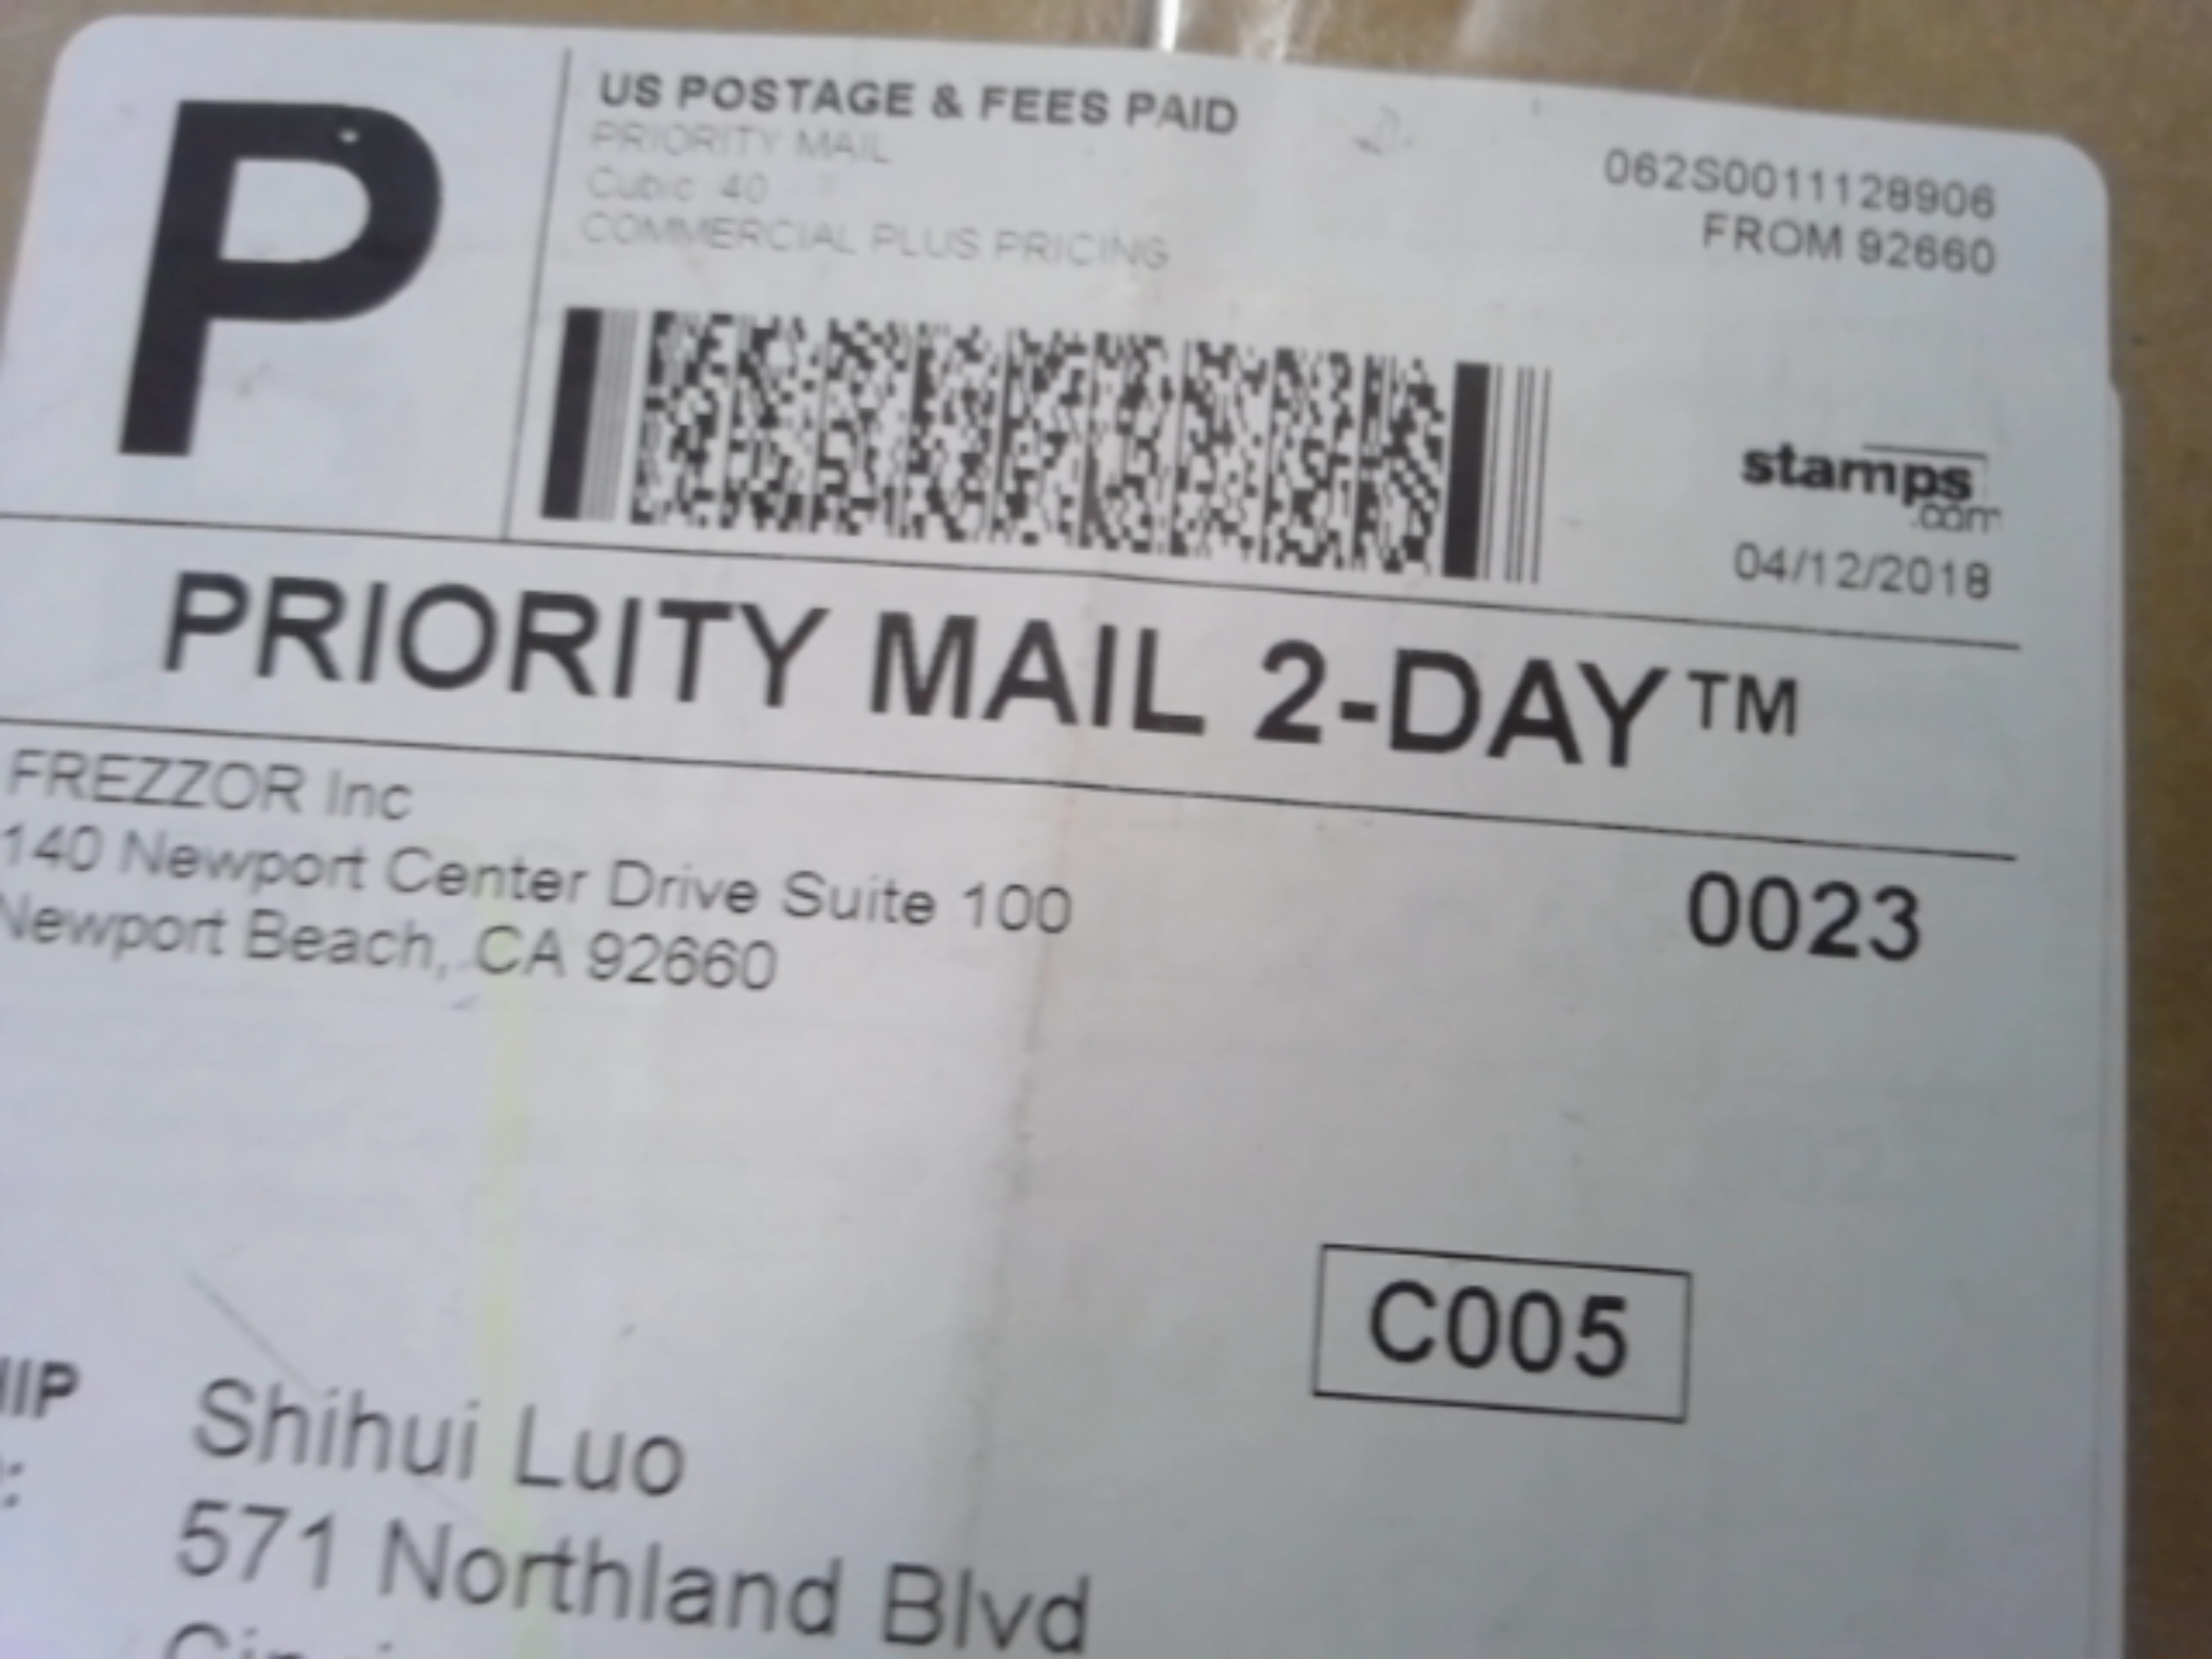 P
US POSTAGE & FEES PAID
PRIORITY MAIL
Cubic 40
COMMERCIAL PLUS PRICING
062S0011128906
FROM 92660
stamps
.com
04/12/2018
PRIORITY MAIL 2-DAY™
FREZZOR Inc
140 Newport Center Drive Suite 100
Newport Beach, CA 92660
0023
C005
Shihui Luo
571 Northland Blvd